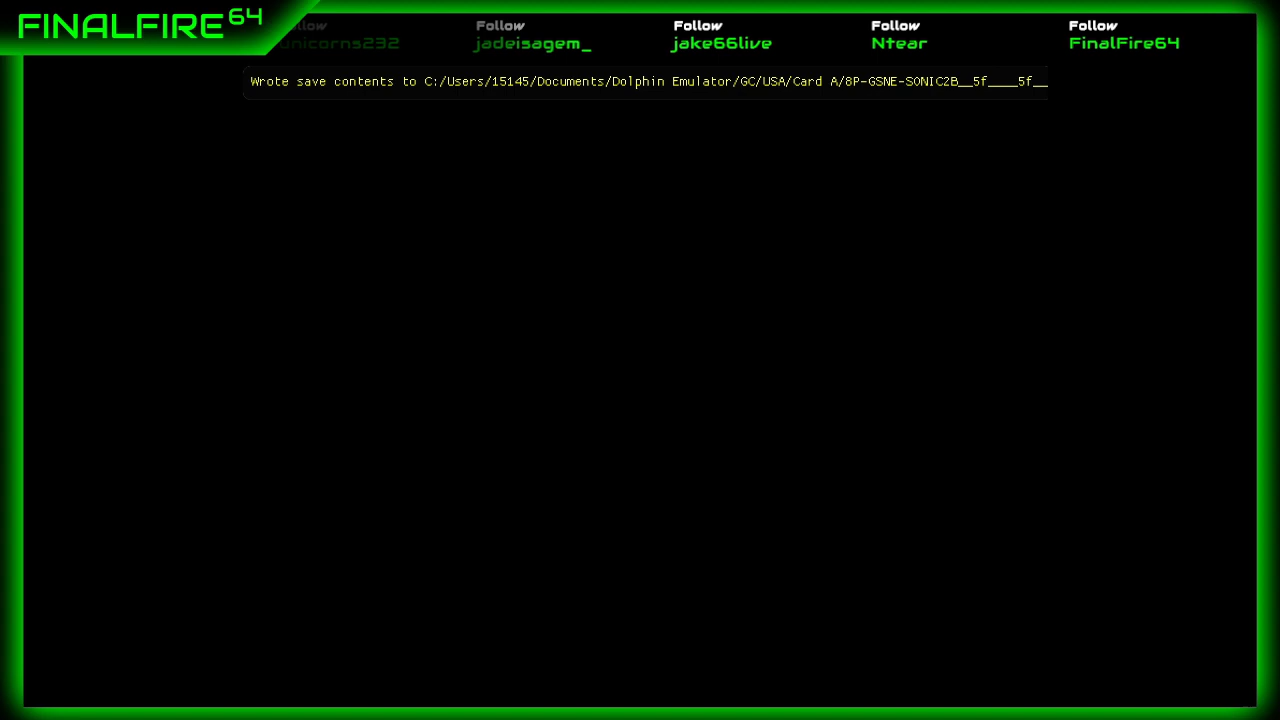 FINALFIRE64
Follow Follow Follow Follow
unicorns232 jadeisagem_ jake66live Ntear FinalFire64
Wrote save contents to C:/Users/15145/Documents/Dolphin Emulator/GC/USA/Card A/8P-GSNE-SONIC2B__5f____5f__